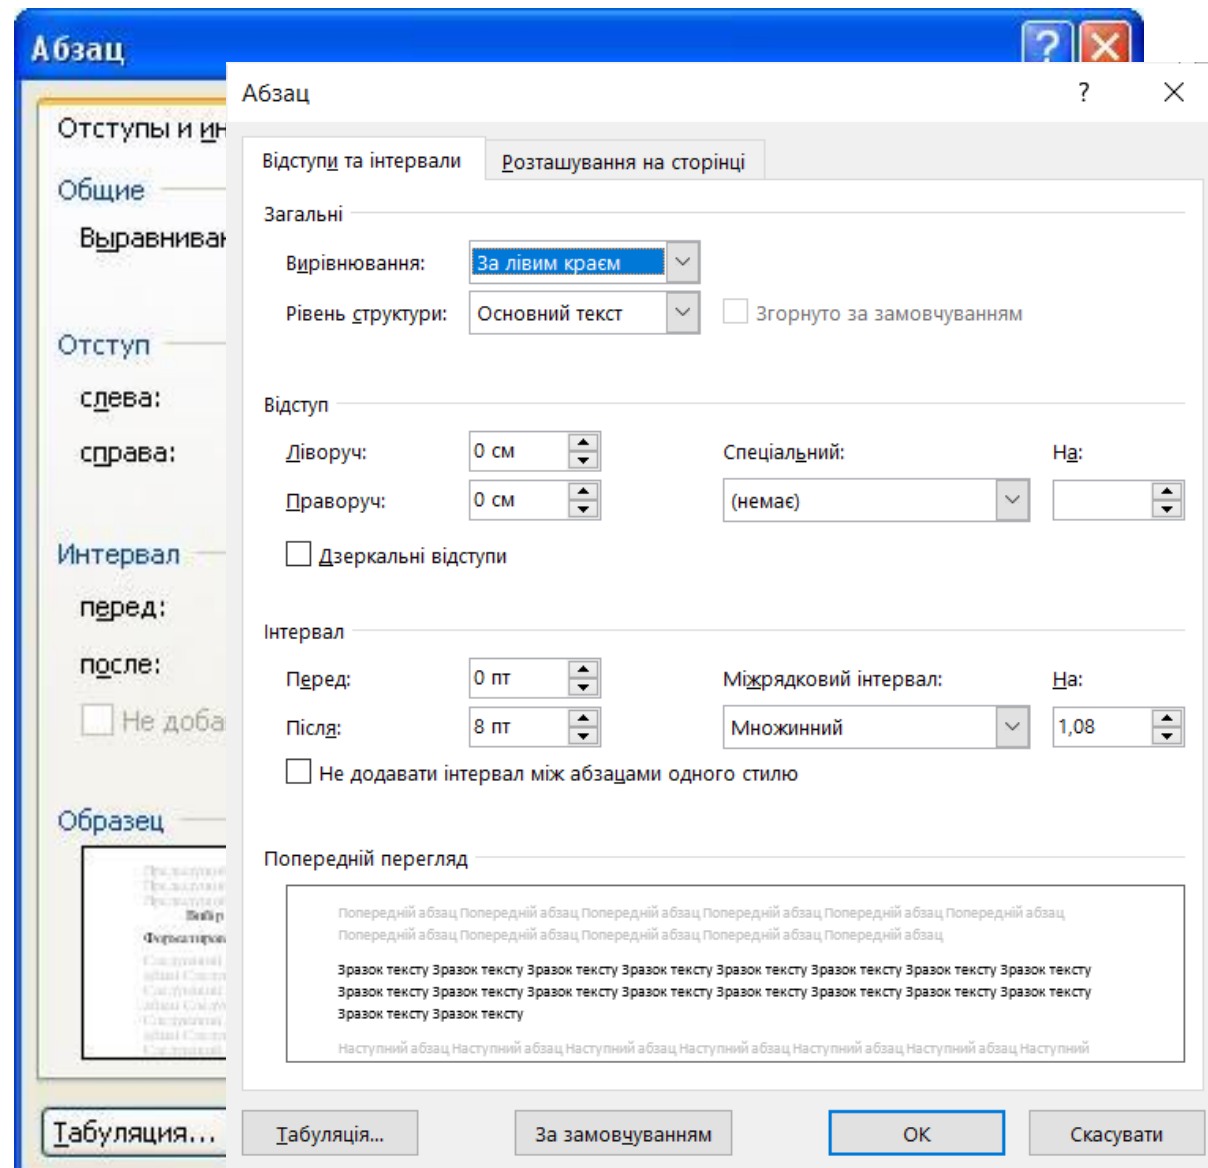 Абзац
Отступы и ин
Общие
Выравниван
Отступ
слева:
справа:
Интервал
перед:
после:
Не доба
Образец
Табуляция...
Абзац
Відступи та інтервали Розташування на сторінці
Загальні
Вирівнювання: За лівим краєм
Рівень структури: Основний текст Згорнуто за замовчуванням
Відступ
Ліворуч: 0 см Спеціальний: На:
Праворуч: 0 см (немає)
Дзеркальні відступи
Інтервал
Перед: 0 пт Міжрядковий інтервал: На:
Після: 8 пт Множинний 1,08
Не додавати інтервал між абзацами одного стилю
Попередній перегляд
Попередній абзац Попередній абзац Попередній абзац Попередній абзац Попередній абзац Попередній абзац
Попередній абзац Попередній абзац Попередній абзац Попередній абзац Попередній абзац
Зразок тексту Зразок тексту Зразок тексту Зразок тексту Зразок тексту Зразок тексту Зразок тексту Зразок тексту
Зразок тексту Зразок тексту Зразок тексту Зразок тексту Зразок тексту Зразок тексту Зразок тексту Зразок тексту
Зразок тексту Зразок тексту
Наступний абзац Наступний абзац Наступний абзац Наступний абзац Наступний абзац Наступний абзац Наступний
Табуляція... За замовчуванням ОК Скасувати